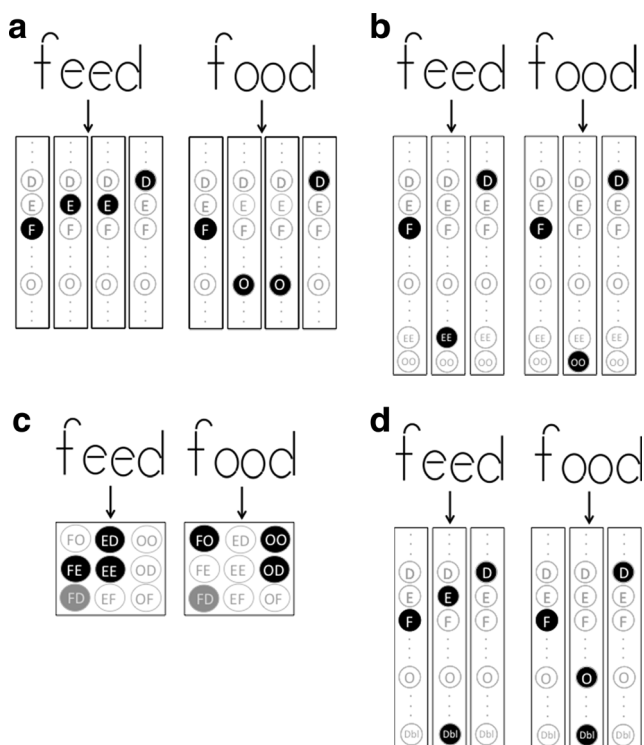 a
feed food
D D D D D D D D
E E E E E E E E
F F F F F F F F
O O O O O O O O
b
feed food
D D D D D D
E E E E E E
F F F F F F
O O O O O O
EE EE EE EE EE EE
OO OO OO OO OO OO
c
feed food
FO ED OO FO ED OO
FE EE OD FE EE OD
FD EF OF FD EF OF
d
feed food
D D D D D D
E E E E E E
F F F F F F
O O O O O O
Dbl Dbl Dbl Dbl Dbl Dbl